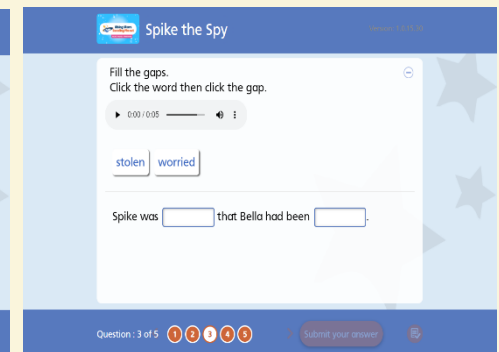 Spike the Spy
Fill the gaps.
Click the word then click the gap.
0:00 / 0:05
stolen worried
Spike was that Bella had been .
Question : 3 of 5 1 2 3 4 5 Submit your answer